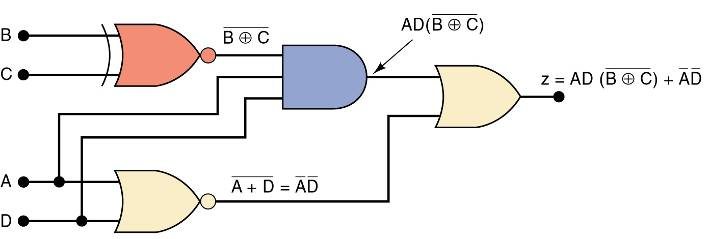 B
C
B̅ ̅⊕̅ ̅C̅
AD(B̅ ̅⊕̅ ̅C̅)
z = AD (B̅ ̅⊕̅ ̅C̅) + A̅D̅
A
D
A̅ ̅+̅ ̅D̅ = A̅D̅